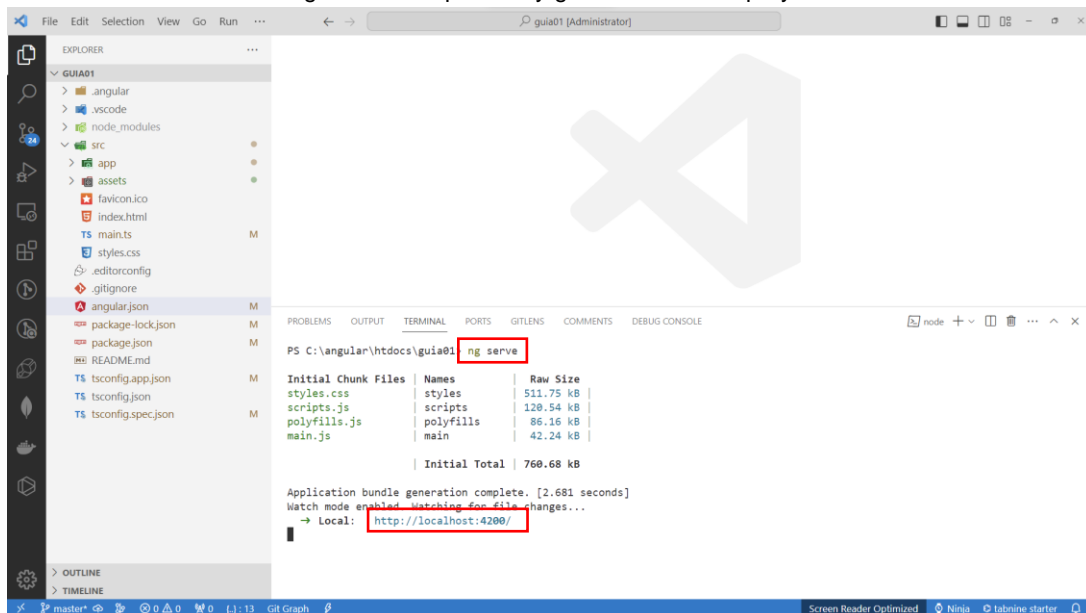 File Edit Selection View Go Run ··· guia01 [Administrator]
EXPLORER ···
GUIA01
.angular
.vscode
node_modules
src
app
assets
favicon.ico
index.html
TS main.ts M
styles.css
.editorconfig
.gitignore
angular.json M
package-lock.json M
package.json M
README.md
TS tsconfig.app.json M
TS tsconfig.json
TS tsconfig.spec.json M
OUTLINE
TIMELINE
24
PROBLEMS OUTPUT TERMINAL PORTS GITLENS COMMENTS DEBUG CONSOLE node
PS C:\angular\htdocs\guia01> ng serve
Initial Chunk Files | Names | Raw Size
styles.css | styles | 511.75 kB |
scripts.js | scripts | 120.54 kB |
polyfills.js | polyfills | 86.16 kB |
main.js | main | 42.24 kB |
| Initial Total | 760.68 kB
Application bundle generation complete. [2.681 seconds]
Watch mode enabled. Watching for file changes...
→ Local: http://localhost:4200/
master* 0 0 0 {..} : 13 Git Graph Screen Reader Optimized Ninja tabnine starter